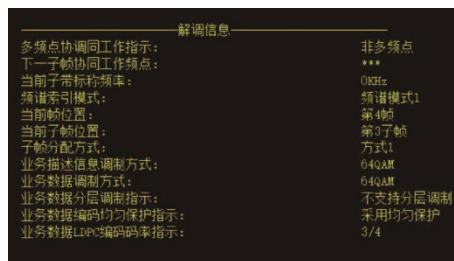 解调信息
多频点协调同工作指示： 非多频点
下一子帧协同工作频点： ***
当前子带标称频率： 0KHz
频谱索引模式： 频谱模式1
当前帧位置： 第4帧
当前子帧位置： 第3子帧
子帧分配方式： 方式1
业务描述信息调制方式： 64QAM
业务数据调制方式： 64QAM
业务数据分层调制指示： 不支持分层调制
业务数据编码均匀保护指示： 采用均匀保护
业务数据LDPC编码码率指示： 3/4